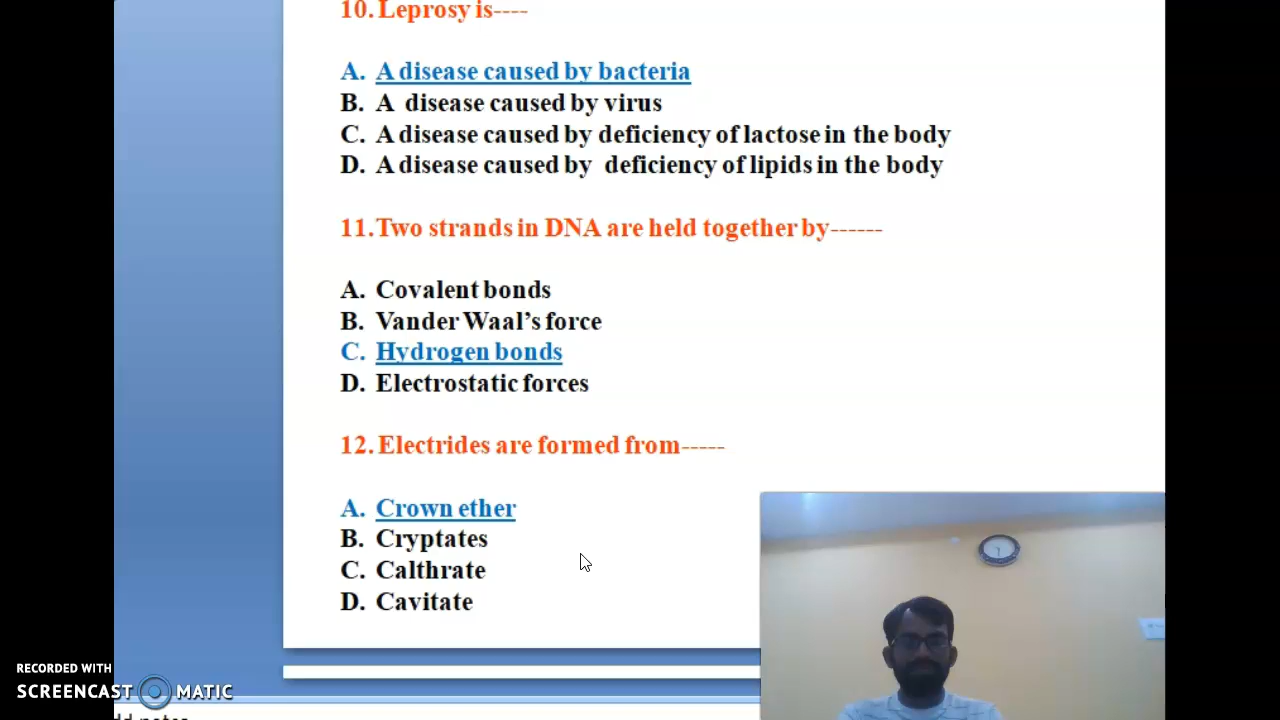 10. Leprosy is----
A. A disease caused by bacteria
B. A disease caused by virus
C. A disease caused by deficiency of lactose in the body
D. A disease caused by deficiency of lipids in the body
11. Two strands in DNA are held together by------
A. Covalent bonds
B. Vander Waal’s force
C. Hydrogen bonds
D. Electrostatic forces
12. Electrides are formed from-----
A. Crown ether
B. Cryptates
C. Calthrate
D. Cavitate
RECORDED WITH
SCREENCAST MATIC